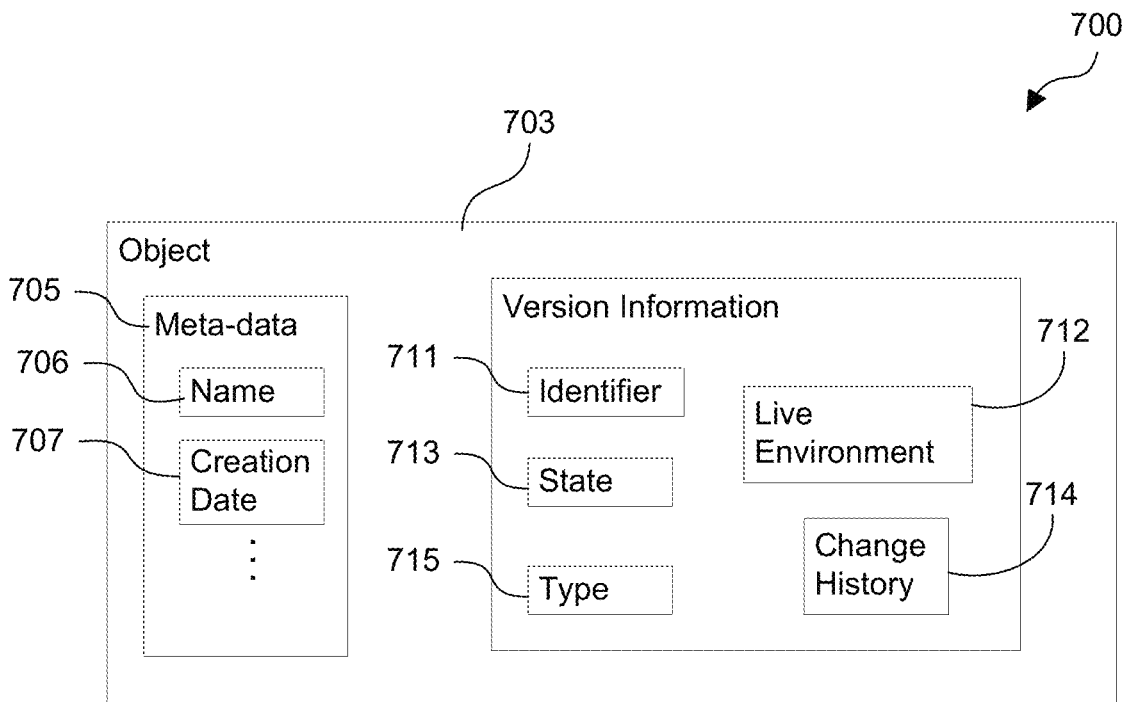 700
703
Object
705
Meta-data
706
Name
707
Creation
Date
Version Information
711
Identifier
712
Live
Environment
713
State
714
Change
History
715
Type